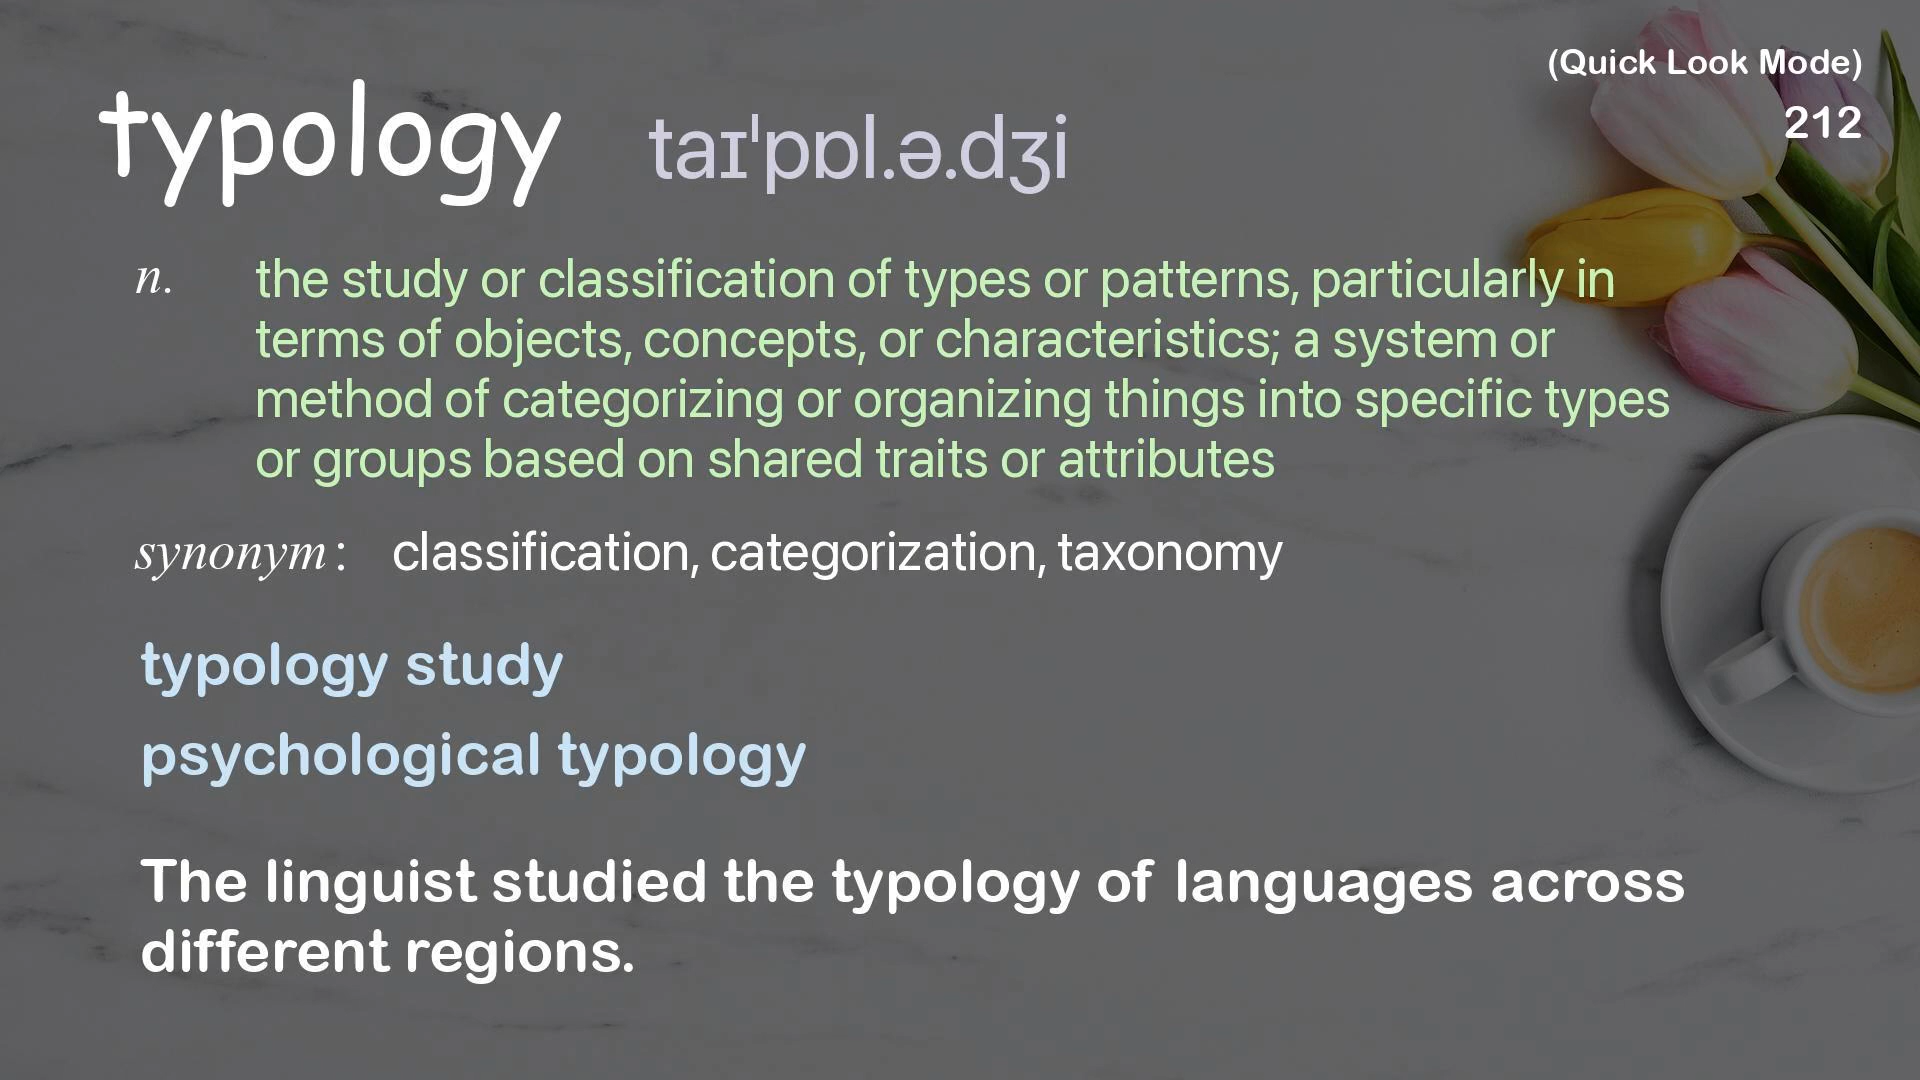 (Quick Look Mode)
212
typology taɪˈpɒl.ə.dʒi
n. the study or classification of types or patterns, particularly in
terms of objects, concepts, or characteristics; a system or
method of categorizing or organizing things into specific types
or groups based on shared traits or attributes
synonym: classification, categorization, taxonomy
typology study
psychological typology
The linguist studied the typology of languages across
different regions.